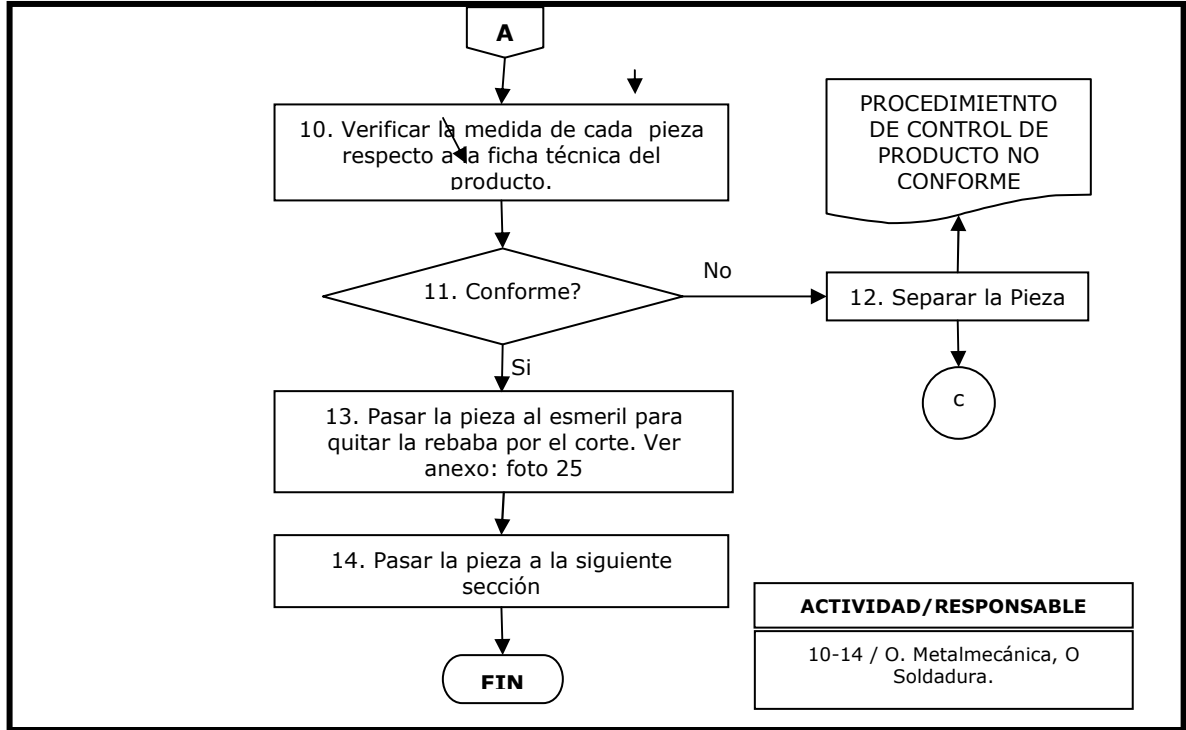 A
10. Verificar la medida de cada pieza
respecto a la ficha técnica del
producto.
PROCEDIMIETNTO
DE CONTROL DE
PRODUCTO NO
CONFORME
11. Conforme?
No
12. Separar la Pieza
Si
c
13. Pasar la pieza al esmeril para
quitar la rebaba por el corte. Ver
anexo: foto 25
14. Pasar la pieza a la siguiente
sección
FIN
ACTIVIDAD/RESPONSABLE
10-14 / O. Metalmecánica, O
Soldadura.